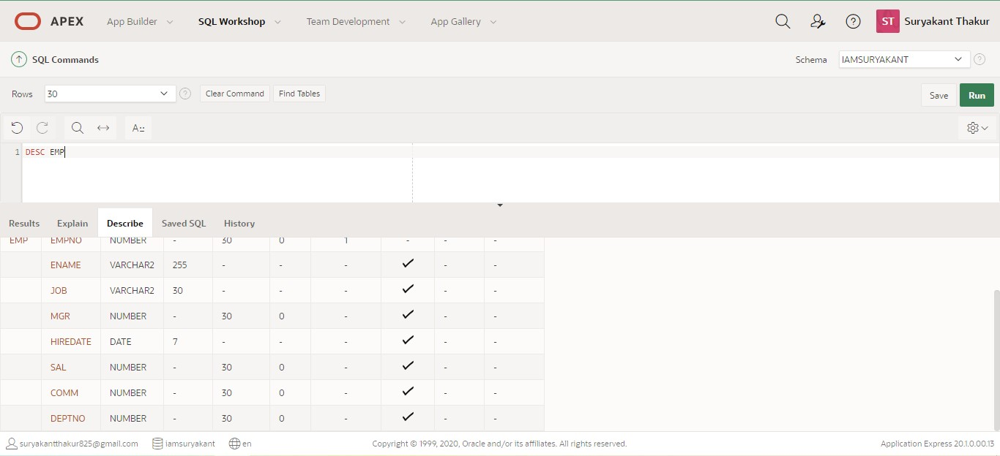 APEX App Builder SQL Workshop Team Development App Gallery ST Suryakant Thakur
SQL Commands Schema IAMSURYAKANT ?
Rows 30 ? Clear Command Find Tables Save Run
A::
1 DESC EMP
Results Explain Describe Saved SQL History
EMP EMPNO NUMBER - 30 0 1 - - -
ENAME VARCHAR2 255 - - - ✓ - -
JOB VARCHAR2 30 - - - ✓ - -
MGR NUMBER - 30 0 - ✓ - -
HIREDATE DATE 7 - - - ✓ - -
SAL NUMBER - 30 0 - ✓ - -
COMM NUMBER - 30 0 - ✓ - -
DEPTNO NUMBER - 30 0 - ✓ - -
suryakantthakur825@gmail.com iamsuryakant en Copyright © 1999, 2020, Oracle and/or its affiliates. All rights reserved. Application Express 20.1.0.00.13